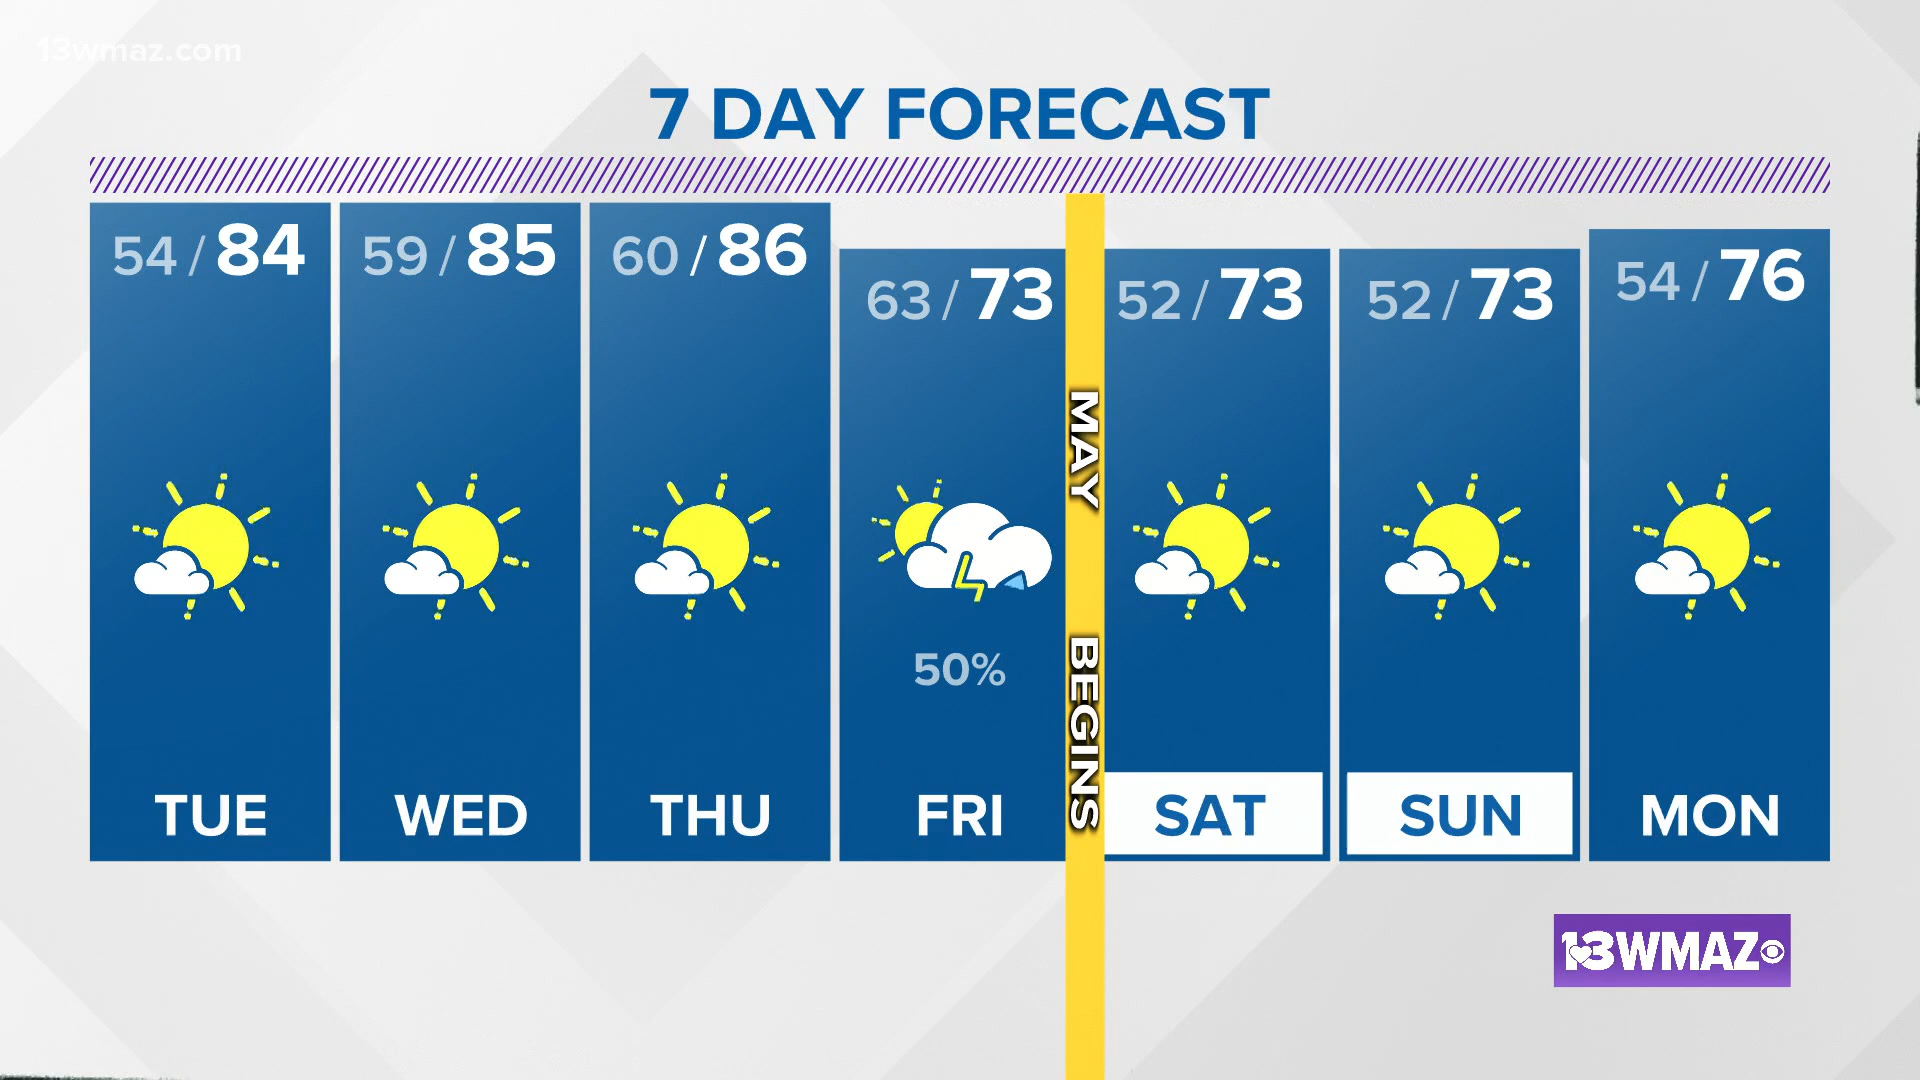 13wmaz.com
7 DAY FORECAST
54 / 84
59 / 85
60 / 86
63 / 73
52 / 73
52 / 73
54 / 76
50%
MAY BEGINS
TUE
WED
THU
FRI
SAT
SUN
MON
13WMAZ